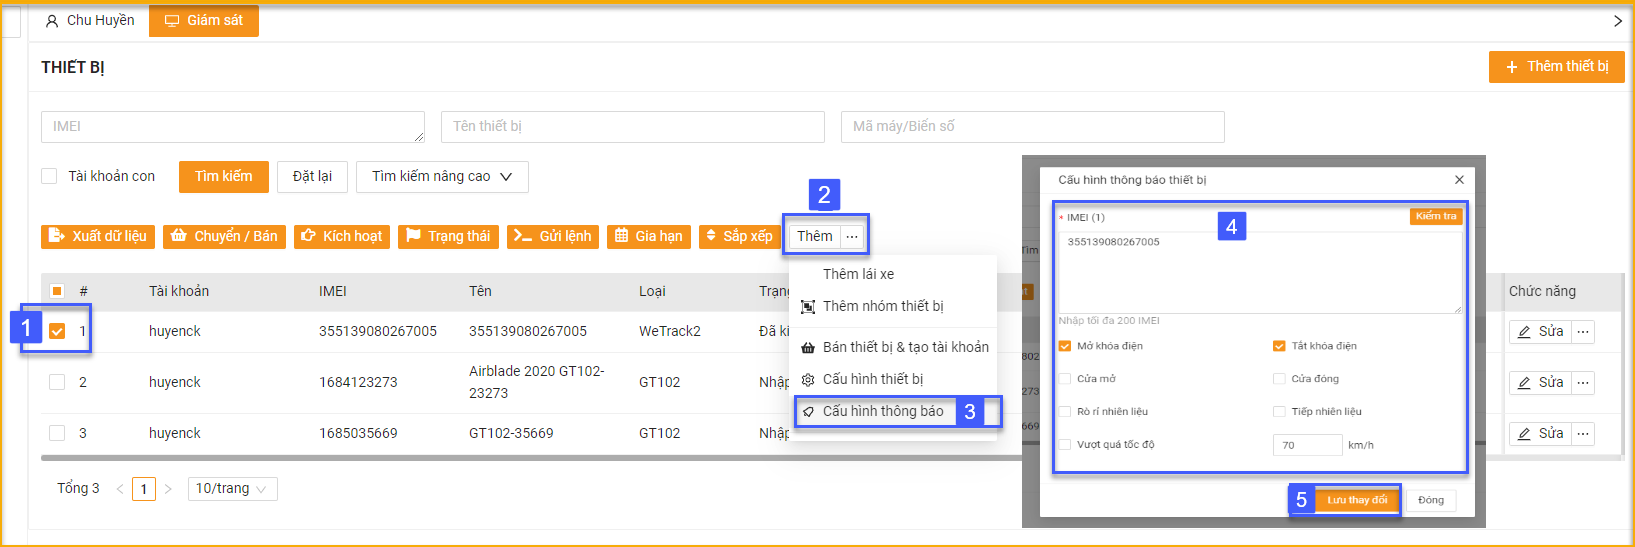 Chu Huyền
Giám sát
THIẾT BỊ
Thêm thiết bị
IMEI
Tên thiết bị
Mã máy/Biển số
Tài khoản con
Tìm kiếm
Đặt lại
Tìm kiếm nâng cao
2
Xuất dữ liệu
Chuyển / Bán
Kích hoạt
Trạng thái
Gửi lệnh
Gia hạn
Sắp xếp
Thêm
Thêm lái xe
Thêm nhóm thiết bị
Bán thiết bị & tạo tài khoản
Cấu hình thiết bị
Cấu hình thông báo
3
# Tài khoản IMEI Tên Loại Trạng Chức năng
1
1 huyenck 355139080267005 355139080267005 WeTrack2 Đã ki Sửa
2 huyenck 1684123273 Airblade 2020 GT102-23273 GT102 Nhập Sửa
3 huyenck 1685035669 GT102-35669 GT102 Nhập Sửa
Tổng 3
1
10/trang
Cấu hình thông báo thiết bị
* IMEI (1)
4
Kiểm tra
355139080267005
Nhập tối đa 200 IMEI
Mở khóa điện
Tắt khóa điện
Cửa mở
Cửa đóng
Rò rỉ nhiên liệu
Tiếp nhiên liệu
Vượt quá tốc độ
70 km/h
5
Lưu thay đổi
Đóng